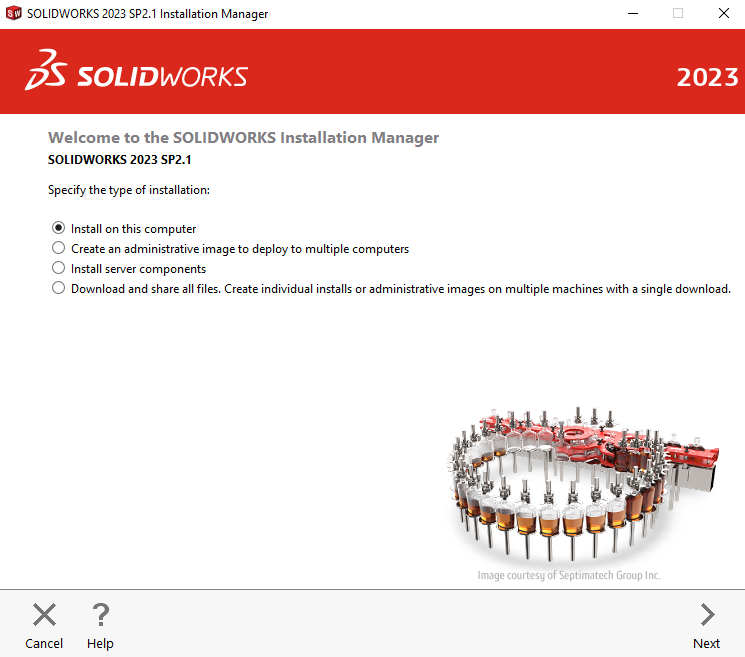 SOLIDWORKS 2023 SP2.1 Installation Manager
SOLIDWORKS
2023
Welcome to the SOLIDWORKS Installation Manager
SOLIDWORKS 2023 SP2.1
Specify the type of installation:
Install on this computer
Create an administrative image to deploy to multiple computers
Install server components
Download and share all files. Create individual installs or administrative images on multiple machines with a single download.
Image courtesy of Septimatech Group Inc.
Cancel
Help
Next